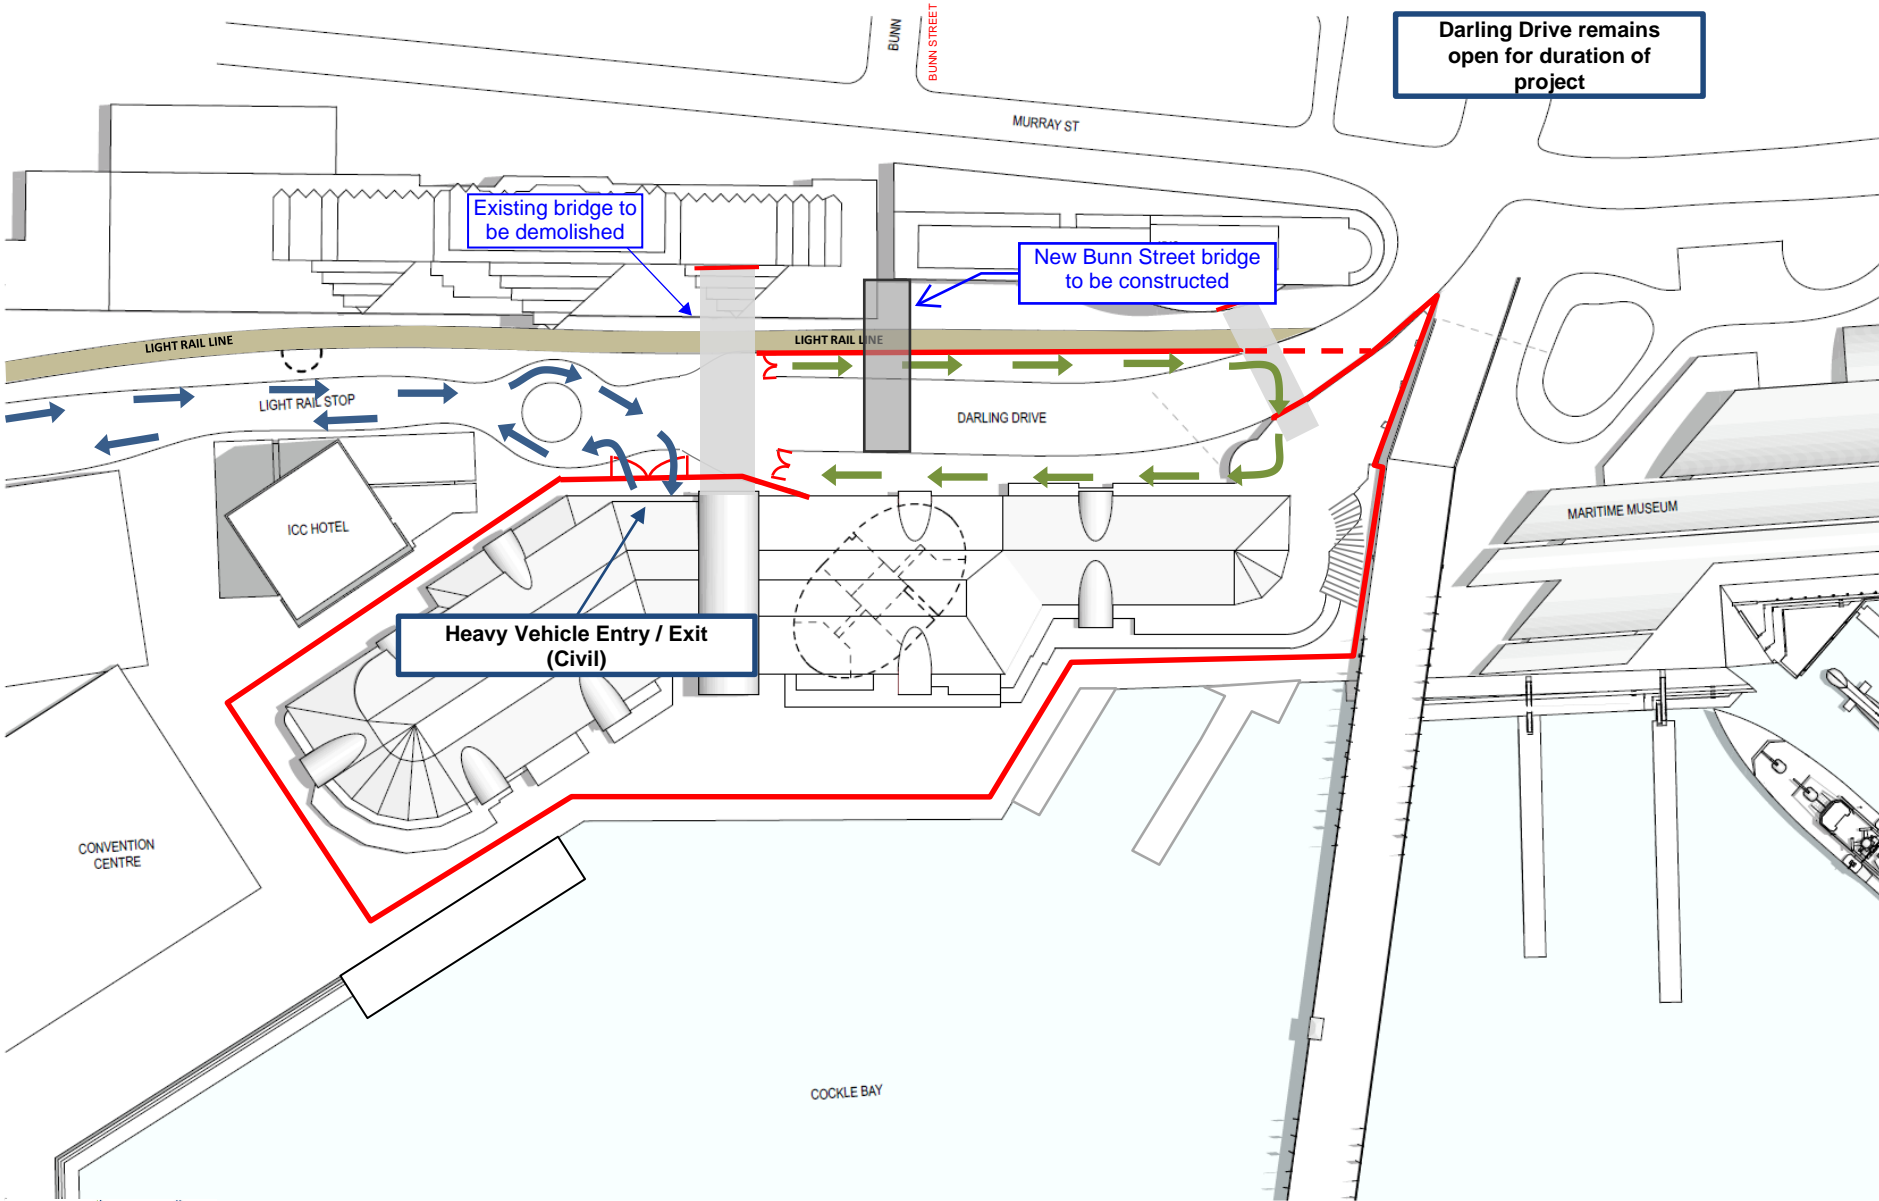 BUNN
BUNN STREET
Darling Drive remains
open for duration of
project
MURRAY ST
Existing bridge to
be demolished
New Bunn Street bridge
to be constructed
LIGHT RAIL LINE
LIGHT RAIL LINE
LIGHT RAIL STOP
DARLING DRIVE
ICC HOTEL
MARITIME MUSEUM
Heavy Vehicle Entry / Exit
(Civil)
CONVENTION
CENTRE
COCKLE BAY